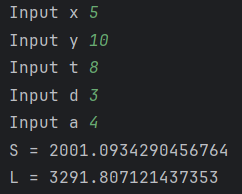 Input x 5
Input y 10
Input t 8
Input d 3
Input a 4
S = 2001.0934290456764
L = 3291.807121437353